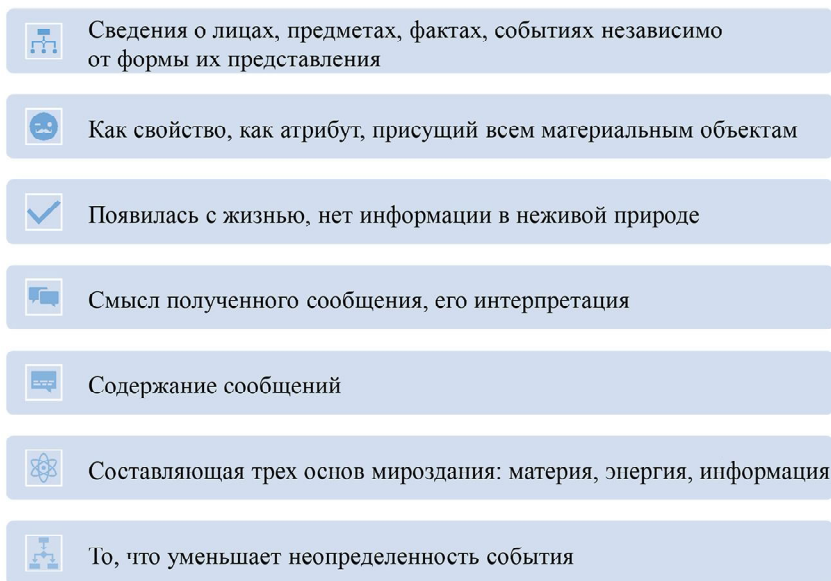 Сведения о лицах, предметах, фактах, событиях независимо
от формы их представления
Как свойство, как атрибут, присущий всем материальным объектам
Появилась с жизнью, нет информации в неживой природе
Смысл полученного сообщения, его интерпретация
Содержание сообщений
Составляющая трех основ мироздания: материя, энергия, информация
То, что уменьшает неопределенность события